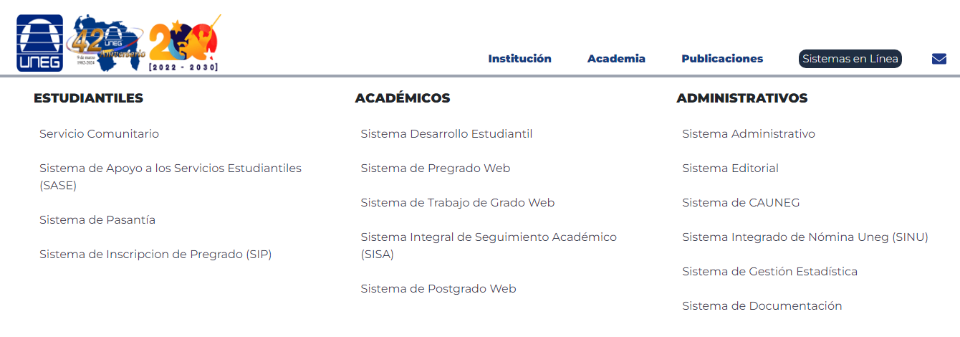 UNEG
42
UNEG
Aniversario
200
[2022 - 2030]
Institución
Academia
Publicaciones
Sistemas en Línea
ESTUDIANTILES
Servicio Comunitario
Sistema de Apoyo a los Servicios Estudiantiles
(SASE)
Sistema de Pasantía
Sistema de Inscripcion de Pregrado (SIP)
ACADÉMICOS
Sistema Desarrollo Estudiantil
Sistema de Pregrado Web
Sistema de Trabajo de Grado Web
Sistema Integral de Seguimiento Académico
(SISA)
Sistema de Postgrado Web
ADMINISTRATIVOS
Sistema Administrativo
Sistema Editorial
Sistema de CAUNEG
Sistema Integrado de Nómina Uneg (SINU)
Sistema de Gestión Estadística
Sistema de Documentación